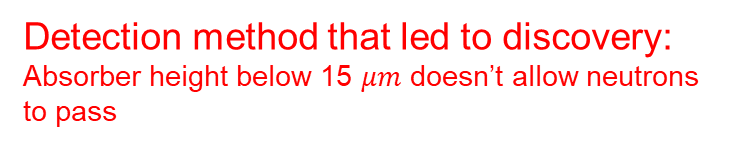 Detection method that led to discovery:
Absorber height below 15 𝜇𝑚 doesn’t allow neutrons
to pass